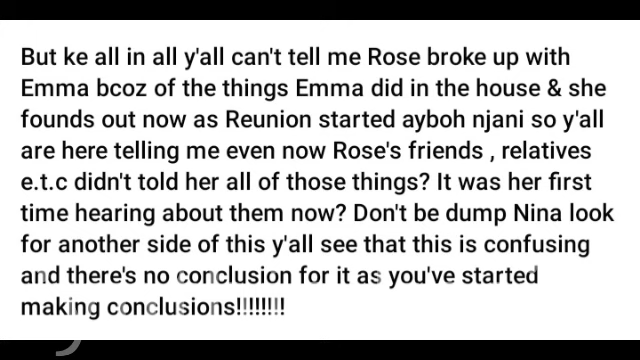 But ke all in all y'all can't tell me Rose broke up with
Emma bcoz of the things Emma did in the house & she
founds out now as Reunion started ayboh njani so y'all
are here telling me even now Rose's friends , relatives
e.t.c didn't told her all of those things? It was her first
time hearing about them now? Don't be dump Nina look
for another side of this y'all see that this is confusing
and there's no conclusion for it as you've started
making conclusions!!!!!!!!